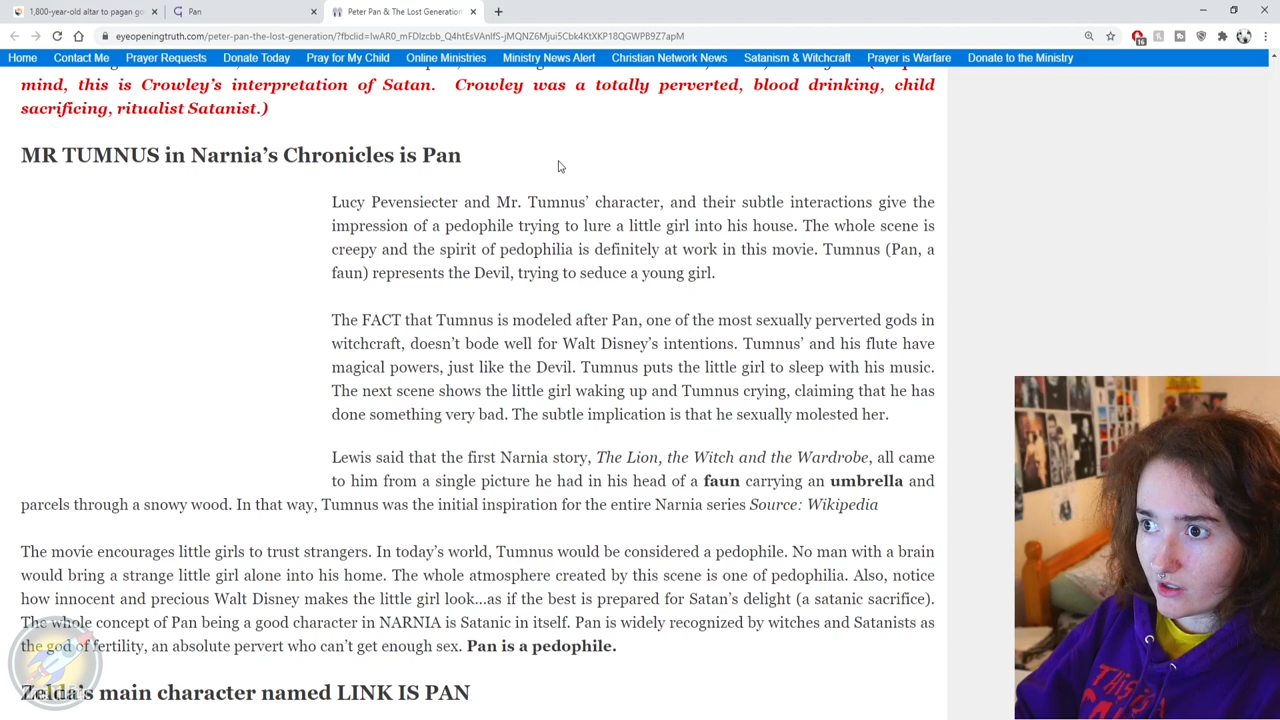 1,800-year-old altar to pagan go
Pan
Peter Pan & The Lost Generation
eyeopeningtruth.com/peter-pan-the-lost-generation/?fbclid=IwAR0_mFDlzcbb_Q4htEsVAnIfS-jMQNZ6Mjui5Cbk4KtXKP18QGWPB9Z7apM
Home Contact Me Prayer Requests Donate Today Pray for My Child Online Ministries Ministry News Alert Christian Network News Satanism & Witchcraft Prayer is Warfare Donate to the Ministry
mind, this is Crowley's interpretation of Satan. Crowley was a totally perverted, blood drinking, child
sacrificing, ritualist Satanist.)
MR TUMNUS in Narnia's Chronicles is Pan
Lucy Pevensiecter and Mr. Tumnus' character, and their subtle interactions give the
impression of a pedophile trying to lure a little girl into his house. The whole scene is
creepy and the spirit of pedophilia is definitely at work in this movie. Tumnus (Pan, a
faun) represents the Devil, trying to seduce a young girl.
The FACT that Tumnus is modeled after Pan, one of the most sexually perverted gods in
witchcraft, doesn't bode well for Walt Disney's intentions. Tumnus' and his flute have
magical powers, just like the Devil. Tumnus puts the little girl to sleep with his music.
The next scene shows the little girl waking up and Tumnus crying, claiming that he has
done something very bad. The subtle implication is that he sexually molested her.
Lewis said that the first Narnia story, The Lion, the Witch and the Wardrobe, all came
to him from a single picture he had in his head of a faun carrying an umbrella and
parcels through a snowy wood. In that way, Tumnus was the initial inspiration for the entire Narnia series Source: Wikipedia
The movie encourages little girls to trust strangers. In today's world, Tumnus would be considered a pedophile. No man with a brain
would bring a strange little girl alone into his home. The whole atmosphere created by this scene is one of pedophilia. Also, notice
how innocent and precious Walt Disney makes the little girl look...as if the best is prepared for Satan's delight (a satanic sacrifice).
The whole concept of Pan being a good character in NARNIA is Satanic in itself. Pan is widely recognized by witches and Satanists as
the god of fertility, an absolute pervert who can't get enough sex. Pan is a pedophile.
Zelda's main character named LINK IS PAN
THIS IS